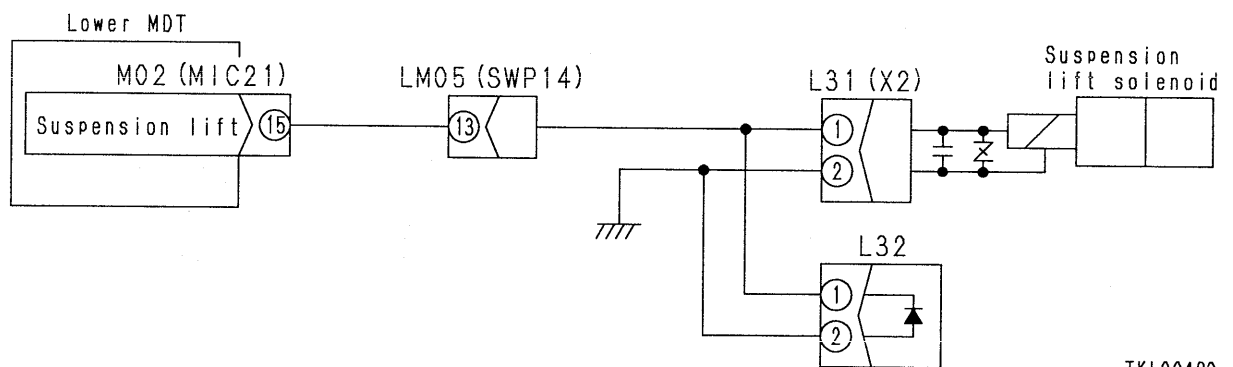 Lower MDT
M02 (MIC21)
Suspension lift
15
LM05 (SWP14)
13
L31 (X2)
1
2
Suspension
lift solenoid
L32
1
2